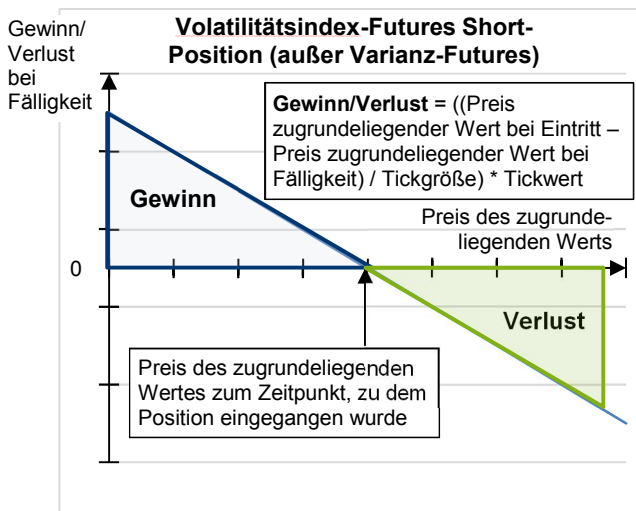 Gewinn/
Verlust
bei
Fälligkeit
Volatilitätsindex-Futures Short-
Position (außer Varianz-Futures)
Gewinn/Verlust = ((Preis
zugrundeliegender Wert bei Eintritt –
Preis zugrundeliegender Wert bei
Fälligkeit) / Tickgröße) * Tickwert
Gewinn
Preis des zugrunde-
liegenden Werts
0
Verlust
Preis des zugrundeliegenden
Wertes zum Zeitpunkt, zu dem
Position eingegangen wurde